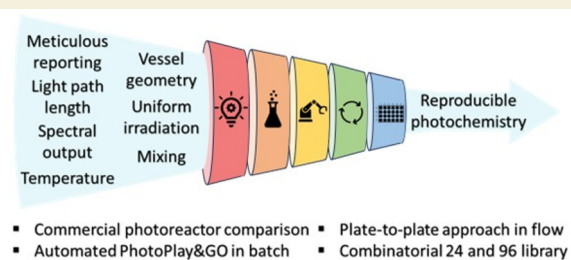 Meticulous
reporting
Light path
length
Spectral
output
Temperature
Vessel
geometry
Uniform
irradiation
Mixing
Reproducible
photochemistry
▪ Commercial photoreactor comparison
▪ Automated PhotoPlay&GO in batch
▪ Plate-to-plate approach in flow
▪ Combinatorial 24 and 96 library